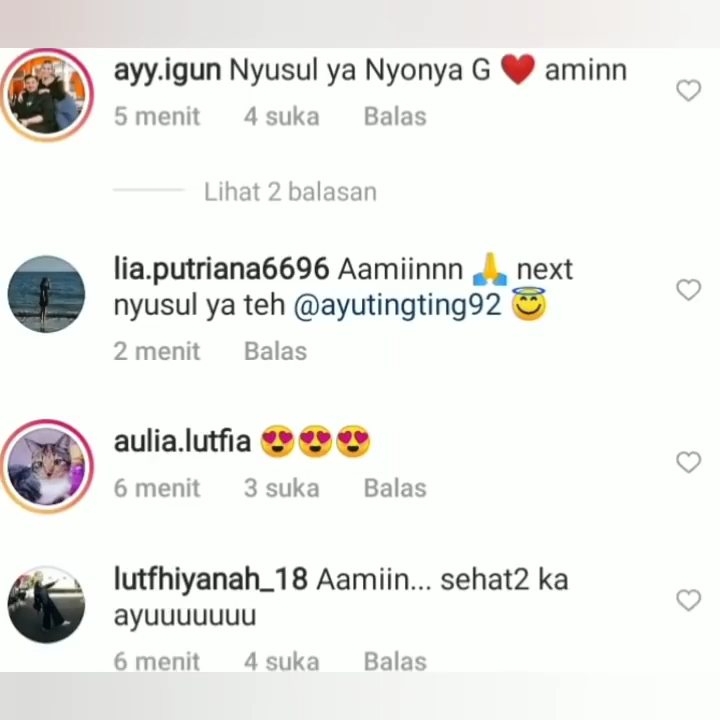 ayy.igun Nyusul ya Nyonya G ❤️ aminn
5 menit 4 suka Balas
Lihat 2 balasan
lia.putriana6696 Aamiinnn 🙏 next
nyusul ya teh @ayutingting92 😇
2 menit Balas
aulia.lutfia 😍😍😍
6 menit 3 suka Balas
lutfhiyanah_18 Aamiin... sehat2 ka
ayuuuuuuu
6 menit 4 suka Balas